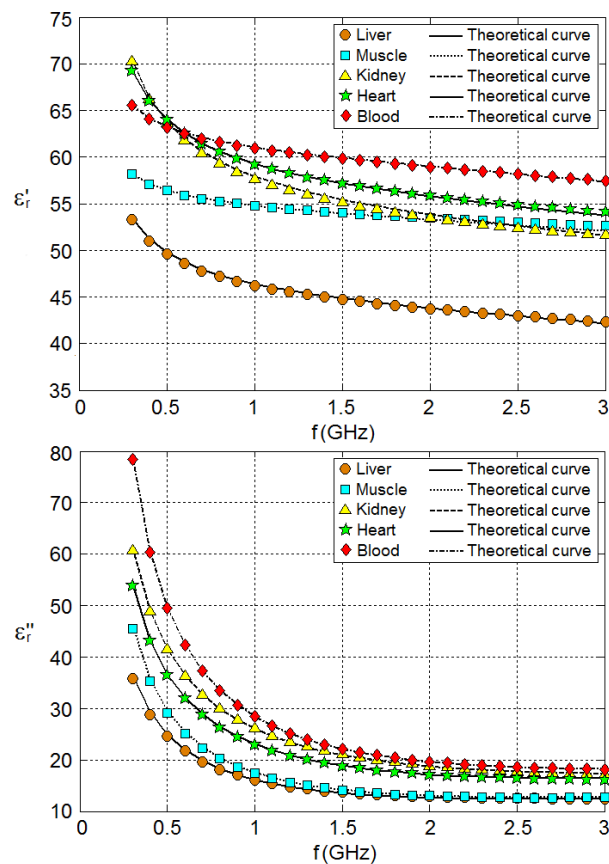 75
70
65
60
55
50
45
40
35
ε'r
Liver Theoretical curve
Muscle Theoretical curve
Kidney Theoretical curve
Heart Theoretical curve
Blood Theoretical curve
0 0.5 1 1.5 2 2.5 3
f(GHz)
80
70
60
50
40
30
20
10
ε''r
Liver Theoretical curve
Muscle Theoretical curve
Kidney Theoretical curve
Heart Theoretical curve
Blood Theoretical curve
0 0.5 1 1.5 2 2.5 3
f(GHz)